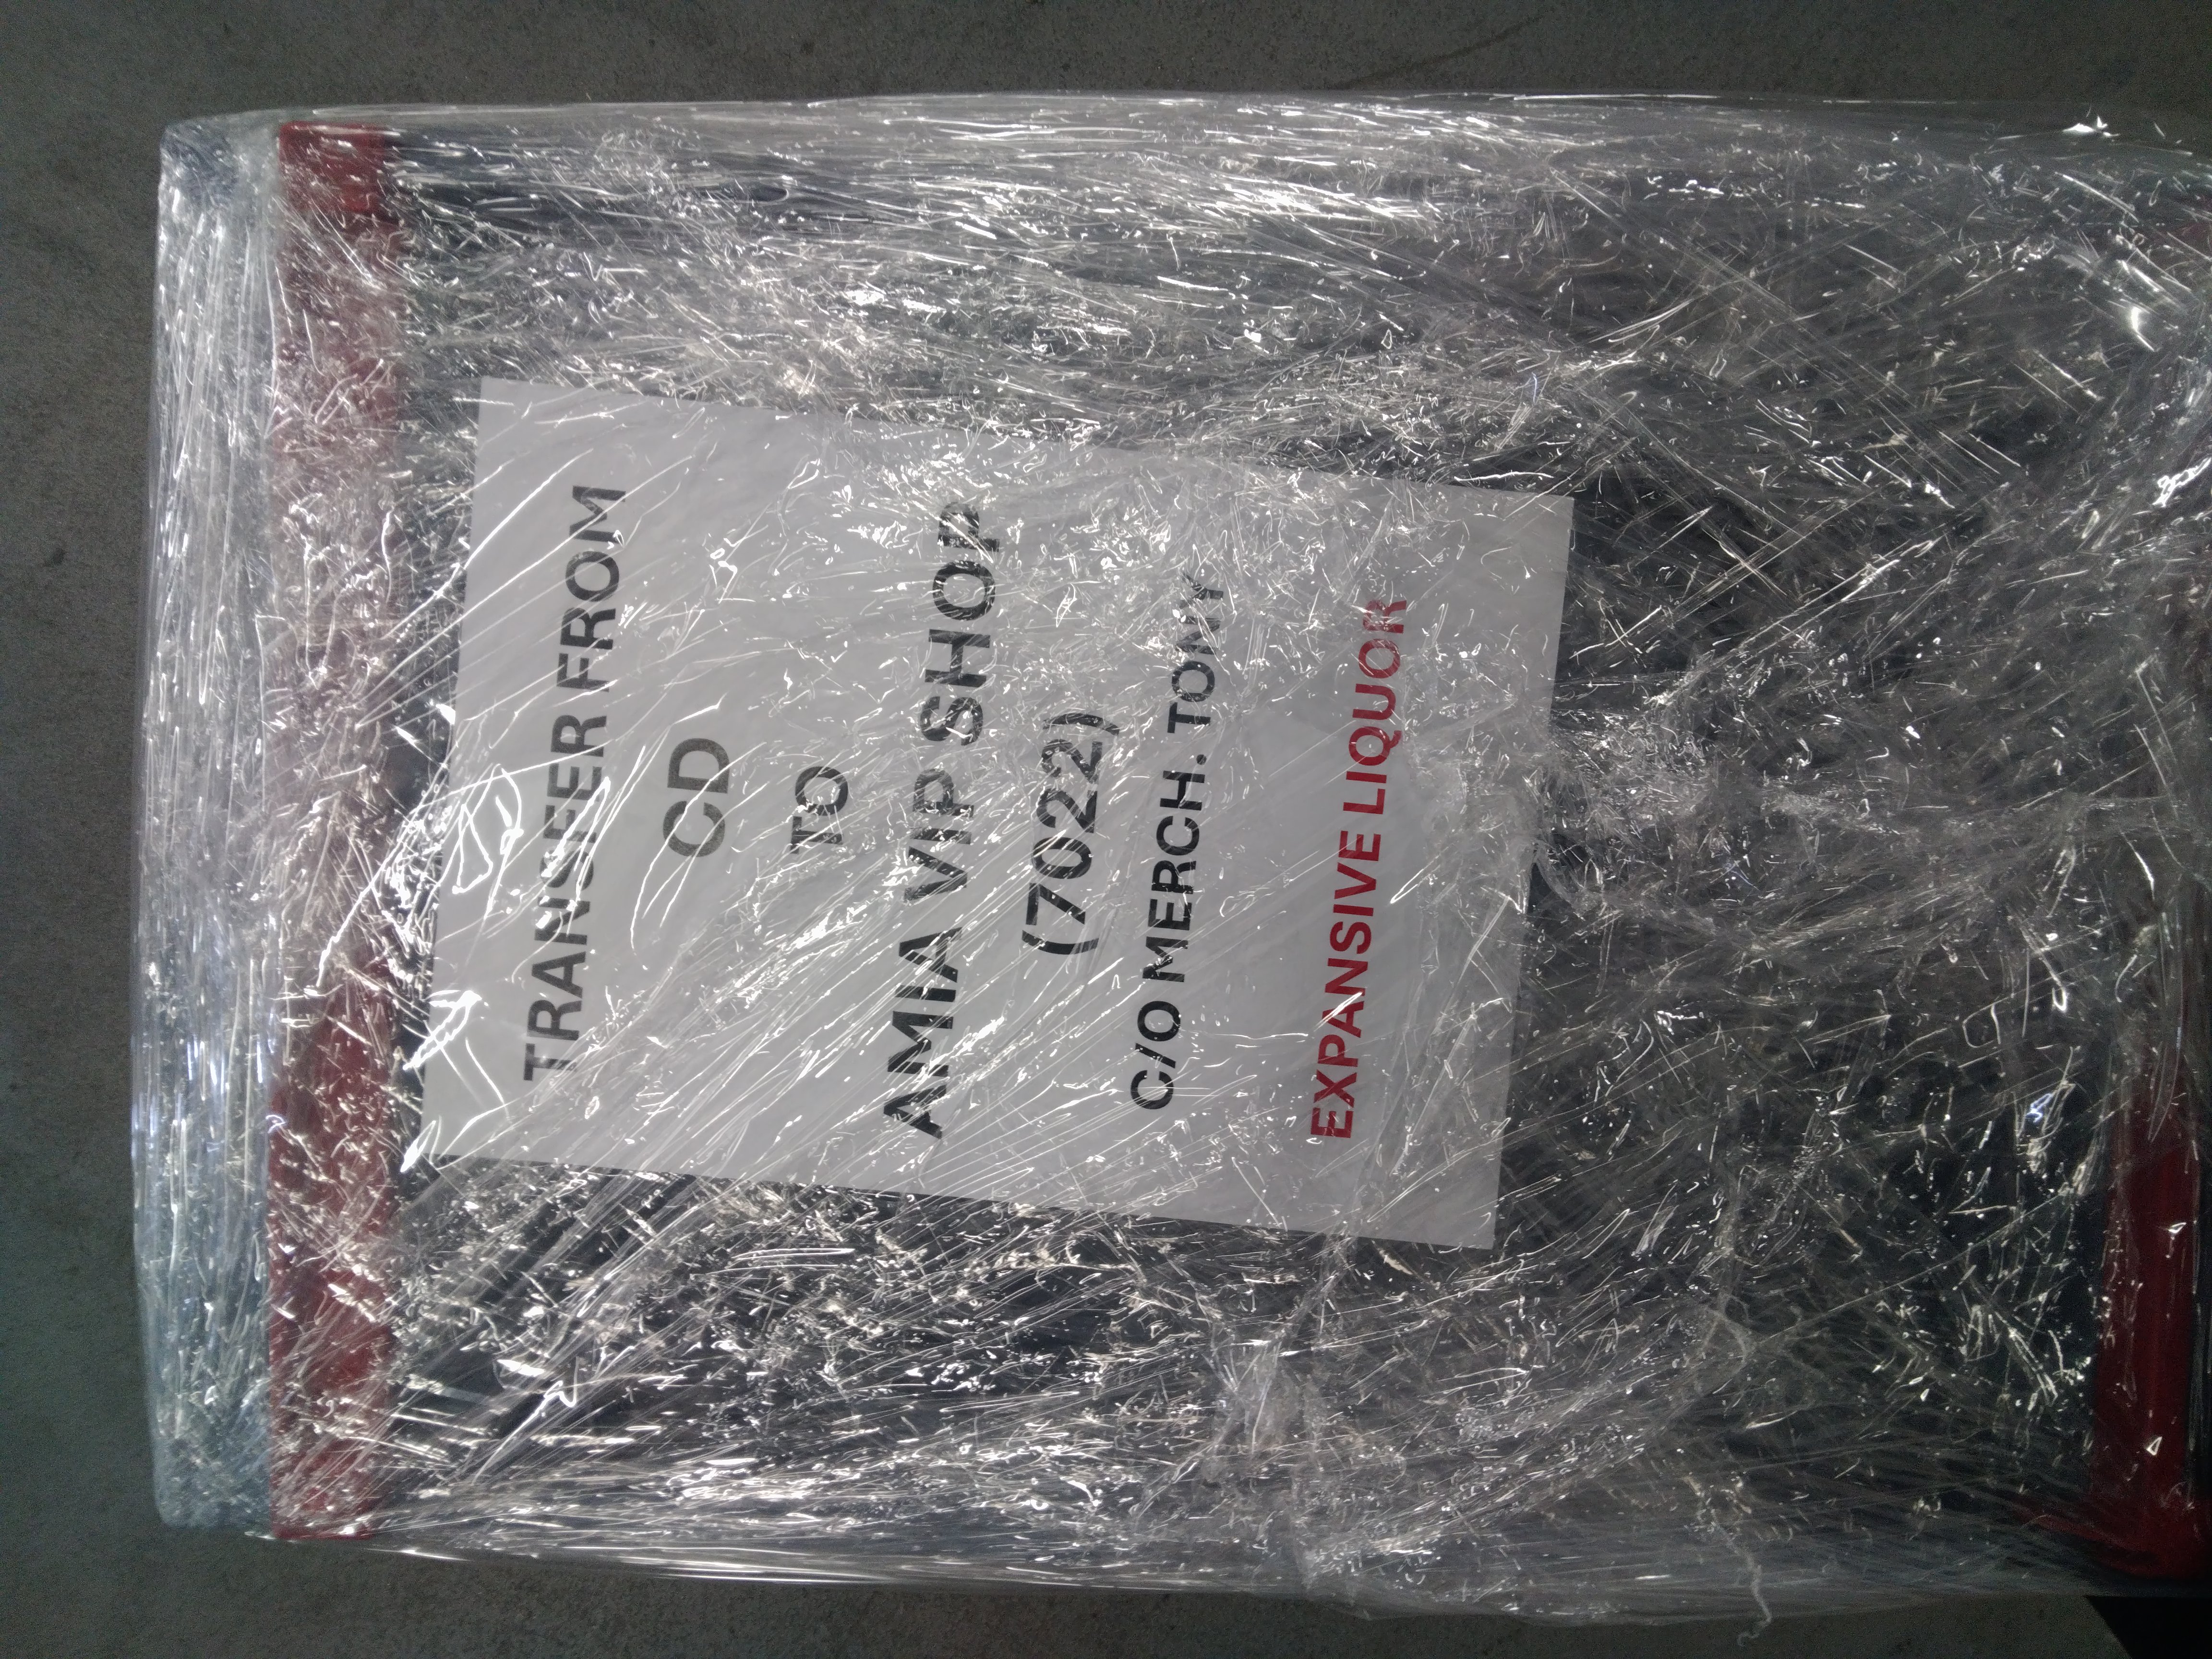 TRANSFER FROM
CD
TO
AMIA VIP SHOP
(7022)
C/O MERCH. TONY
EXPANSIVE LIQUOR